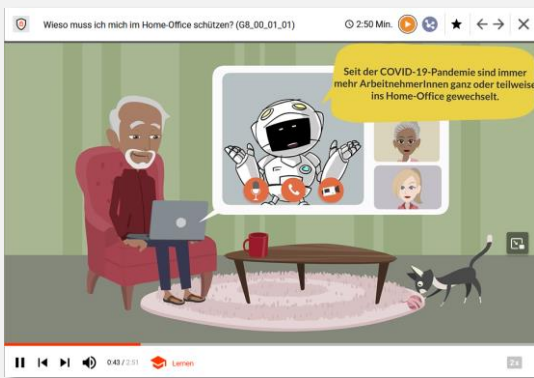 Wieso muss ich mich im Home-Office schützen? (G8_00_01_01)
2:50 Min.
Seit der COVID-19-Pandemie sind immer
mehr ArbeitnehmerInnen ganz oder teilweise
ins Home-Office gewechselt.
0:43 / 2:51
Lernen
2x